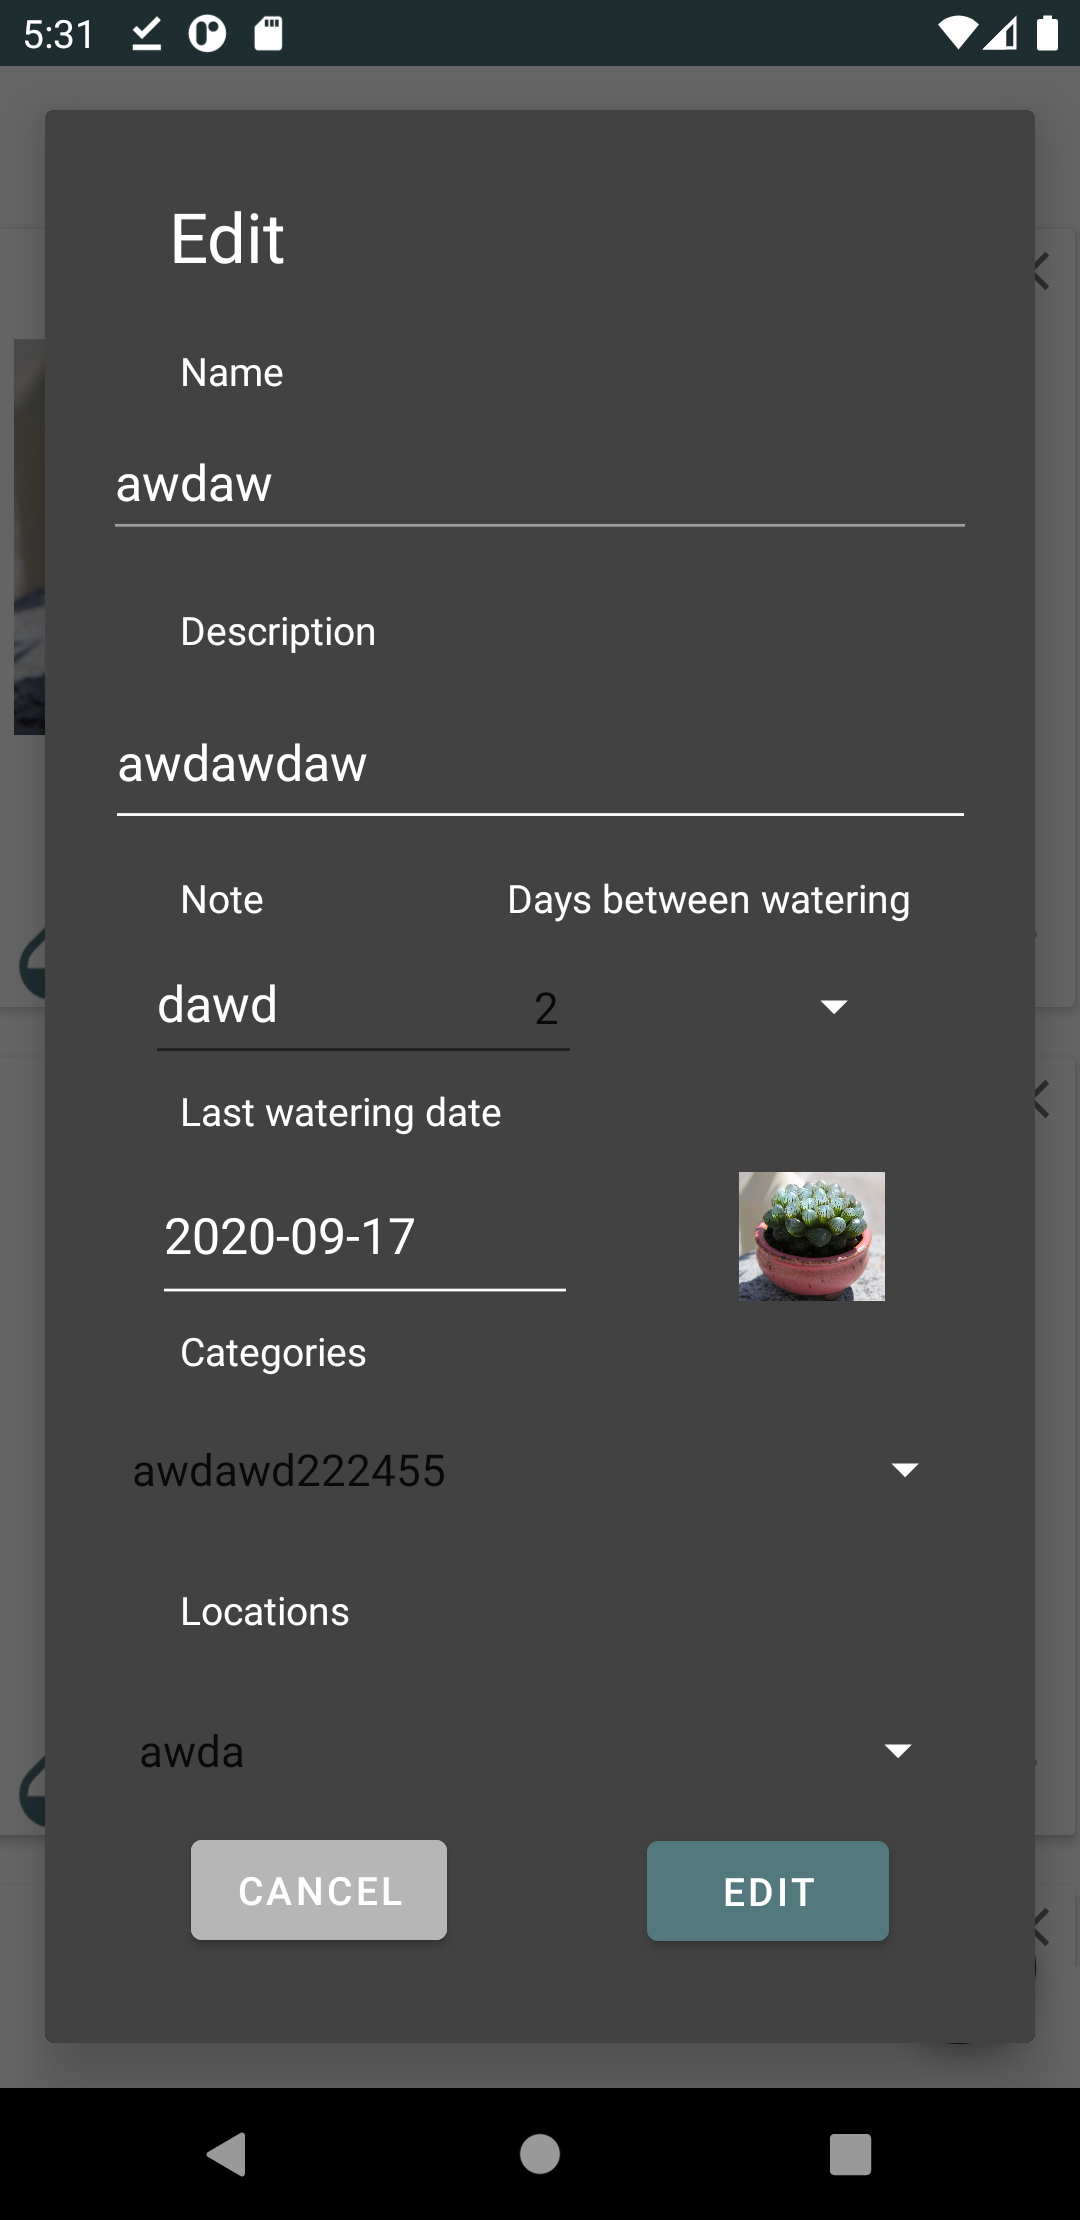 5:31
Edit
Name
awdaw
Description
awdawdaw
Note Days between watering
dawd 2
Last watering date
2020-09-17
Categories
awdawd222455
Locations
awda
CANCEL EDIT